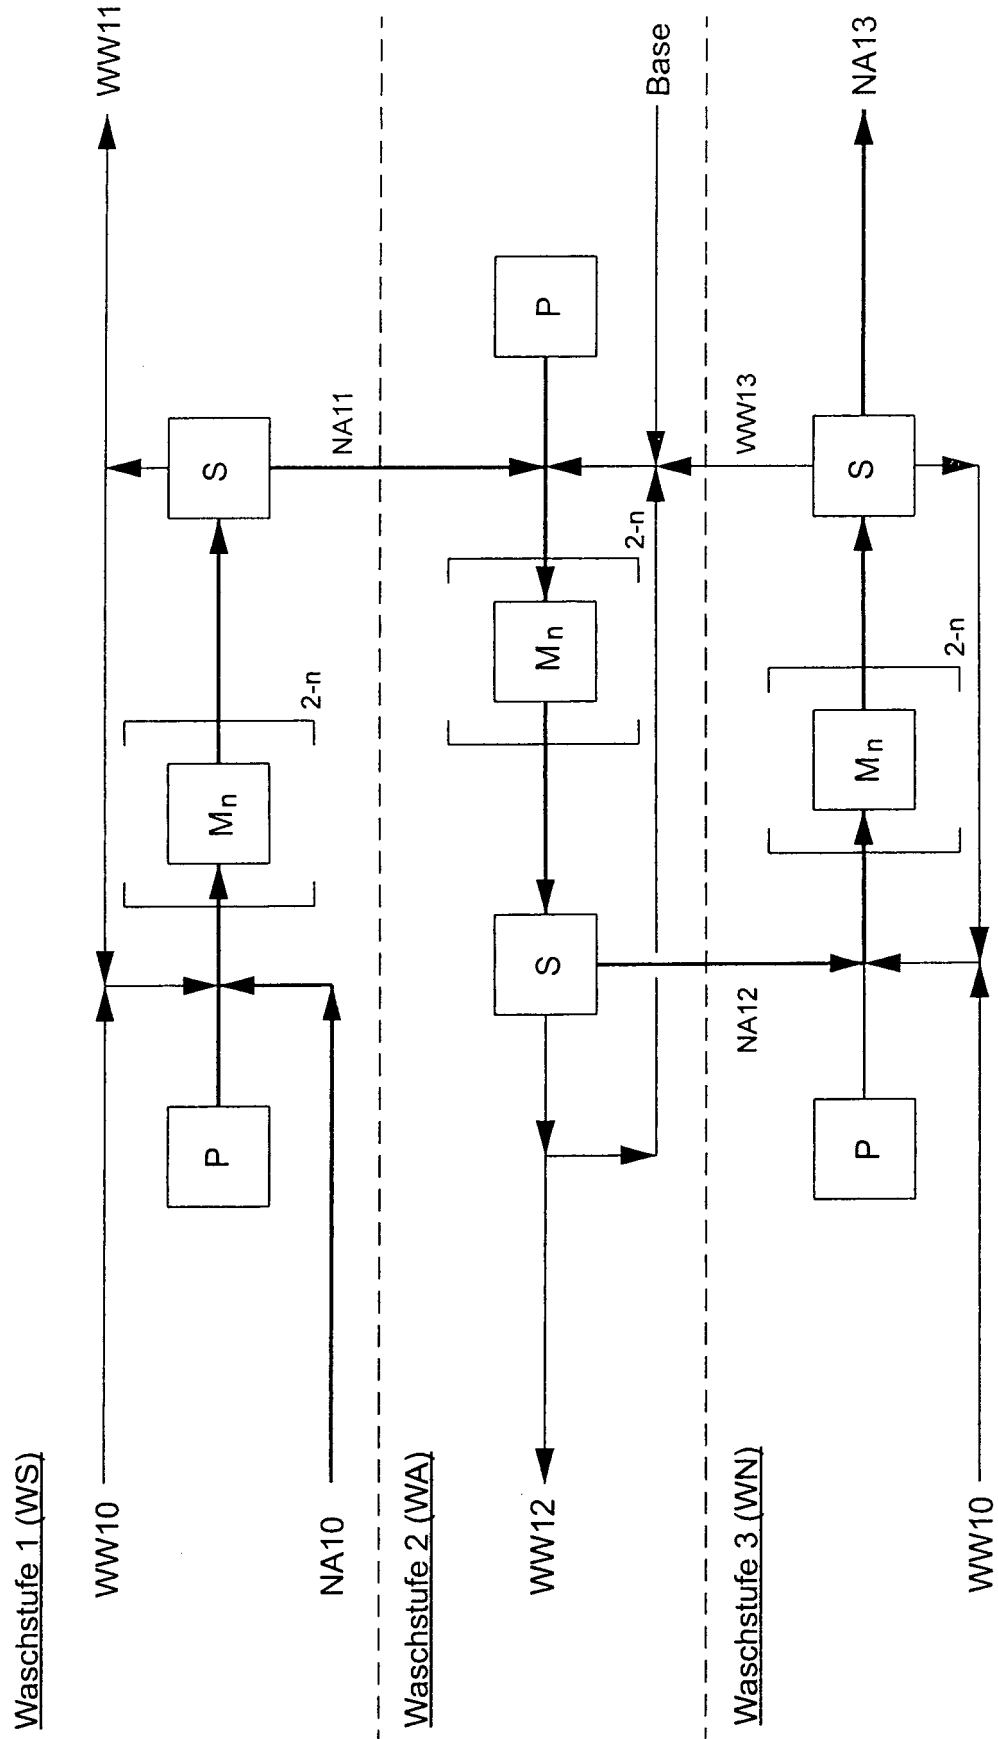 Waschstufe 1 (WS)
WW10
WW11
P
Mn
2-n
S
NA10
NA11
Waschstufe 2 (WA)
WW12
S
Mn
2-n
P
Base
Waschstufe 3 (WN)
NA12
WW13
P
Mn
2-n
S
NA13
WW10